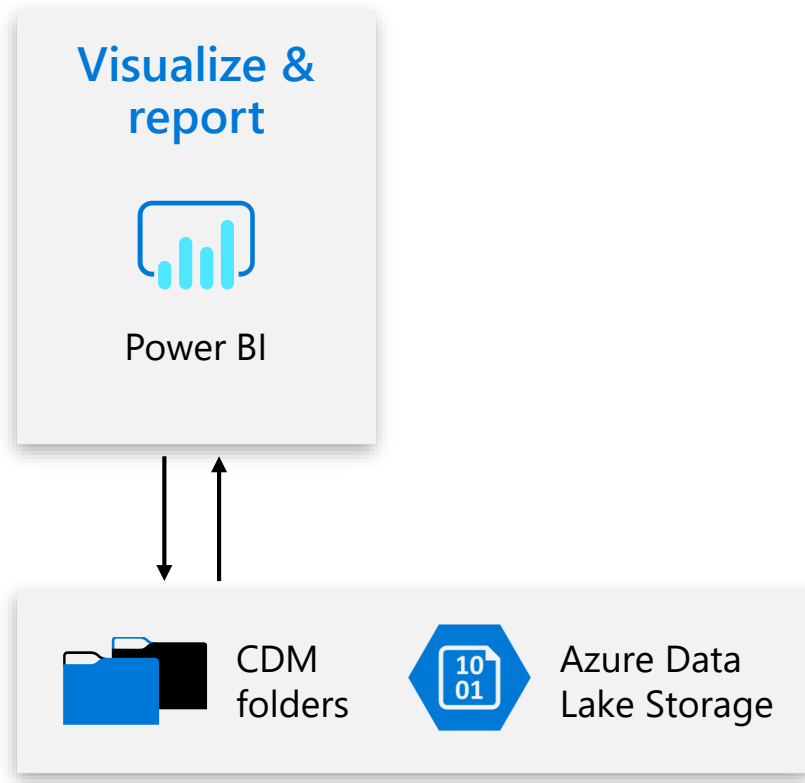 Visualize &
report
Power BI
CDM
folders
10
01
Azure Data
Lake Storage